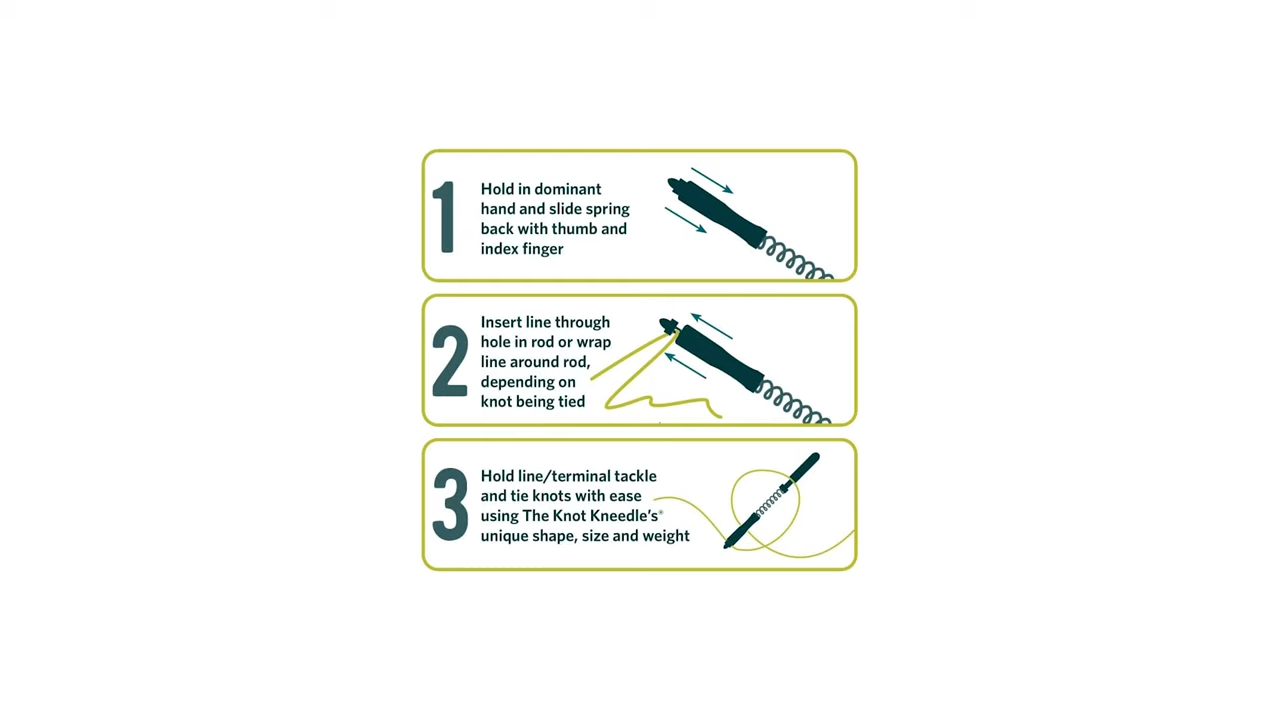 1
Hold in dominant
hand and slide spring
back with thumb and
index finger
2
Insert line through
hole in rod or wrap
line around rod,
depending on
knot being tied
3
Hold line/terminal tackle
and tie knots with ease
using The Knot Kneedle's®
unique shape, size and weight